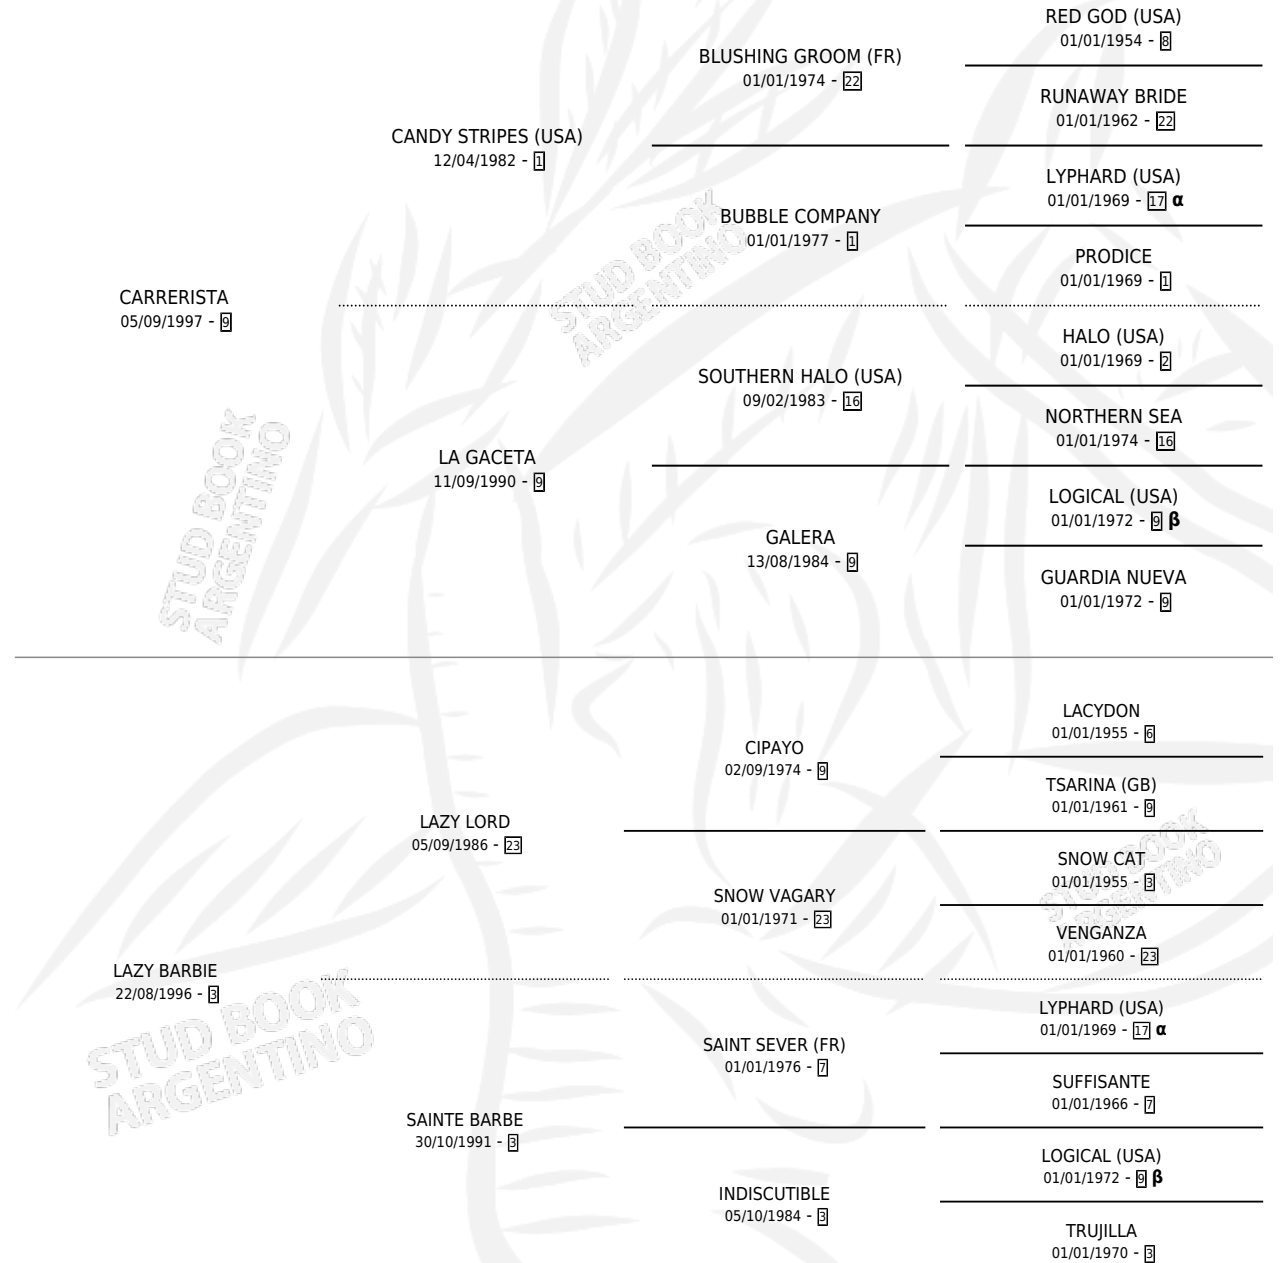 RED GOD (USA)
01/01/1954 - 8
BLUSHING GROOM (FR)
01/01/1974 - 22
RUNAWAY BRIDE
01/01/1962 - 22
CANDY STRIPES (USA)
12/04/1982 - 1
LYPHARD (USA)
01/01/1969 - 17 α
BUBBLE COMPANY
01/01/1977 - 1
PRODICE
01/01/1969 - 1
CARRERISTA
05/09/1997 - 9
HALO (USA)
01/01/1969 - 2
SOUTHERN HALO (USA)
09/02/1983 - 16
NORTHERN SEA
01/01/1974 - 16
LA GACETA
11/09/1990 - 9
LOGICAL (USA)
01/01/1972 - 9 β
GALERA
13/08/1984 - 9
GUARDIA NUEVA
01/01/1972 - 9
STUD BOOK
ARGENTINO
STUD BOOK
ARGENTINO
LACYDON
01/01/1955 - 6
CIPAYO
02/09/1974 - 9
TSARINA (GB)
01/01/1961 - 9
LAZY LORD
05/09/1986 - 23
SNOW CAT
01/01/1955 - 3
SNOW VAGARY
01/01/1971 - 23
VENGANZA
01/01/1960 - 23
LAZY BARBIE
22/08/1996 - 3
LYPHARD (USA)
01/01/1969 - 17 α
SAINT SEVER (FR)
01/01/1976 - 7
SUFFISANTE
01/01/1966 - 7
SAINTE BARBE
30/10/1991 - 3
LOGICAL (USA)
01/01/1972 - 9 β
INDISCUTIBLE
05/10/1984 - 3
TRUJILLA
01/01/1970 - 3
STUD BOOK
ARGENTINO
STUD BOOK
ARGENTINO